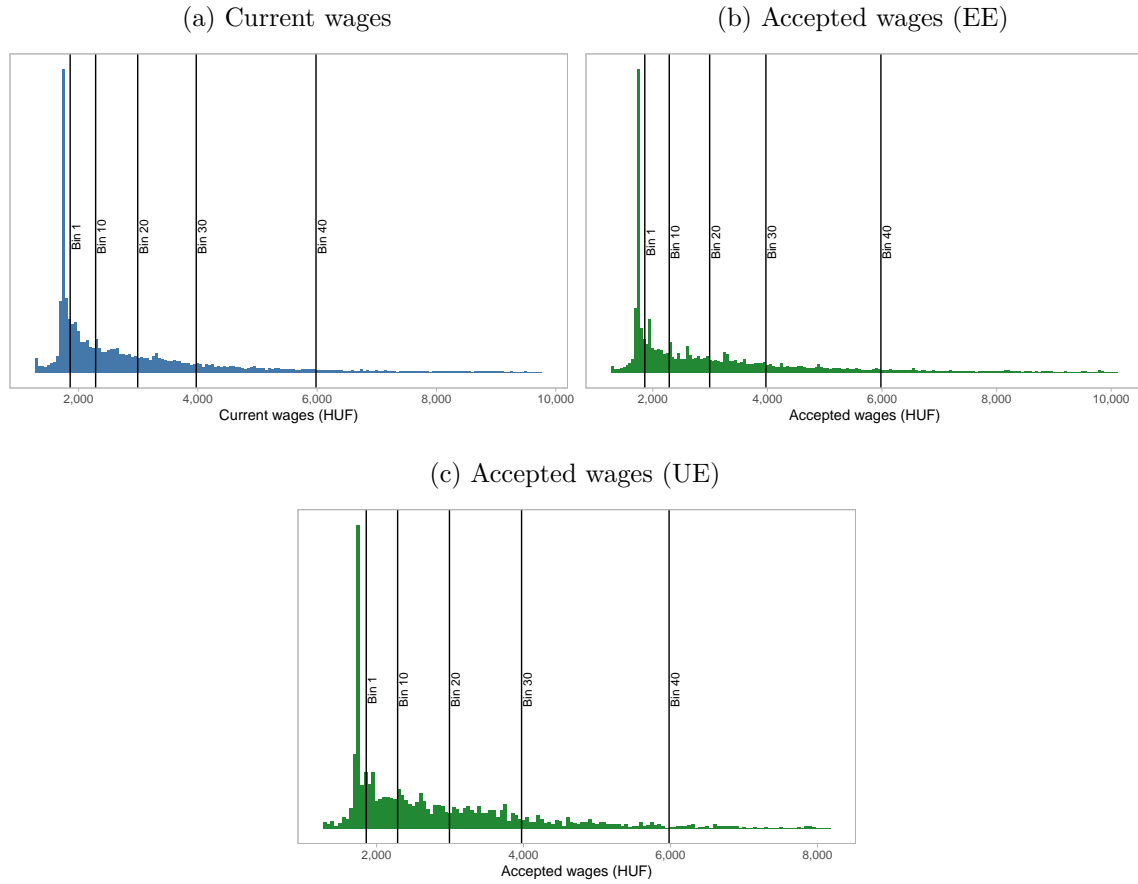 (a) Current wages
Bin 1
Bin 10
Bin 20
Bin 30
Bin 40
2,000
4,000
6,000
8,000
10,000
Current wages (HUF)
(b) Accepted wages (EE)
Bin 1
Bin 10
Bin 20
Bin 30
Bin 40
2,000
4,000
6,000
8,000
10,000
Accepted wages (HUF)
(c) Accepted wages (UE)
Bin 1
Bin 10
Bin 20
Bin 30
Bin 40
2,000
4,000
6,000
8,000
Accepted wages (HUF)